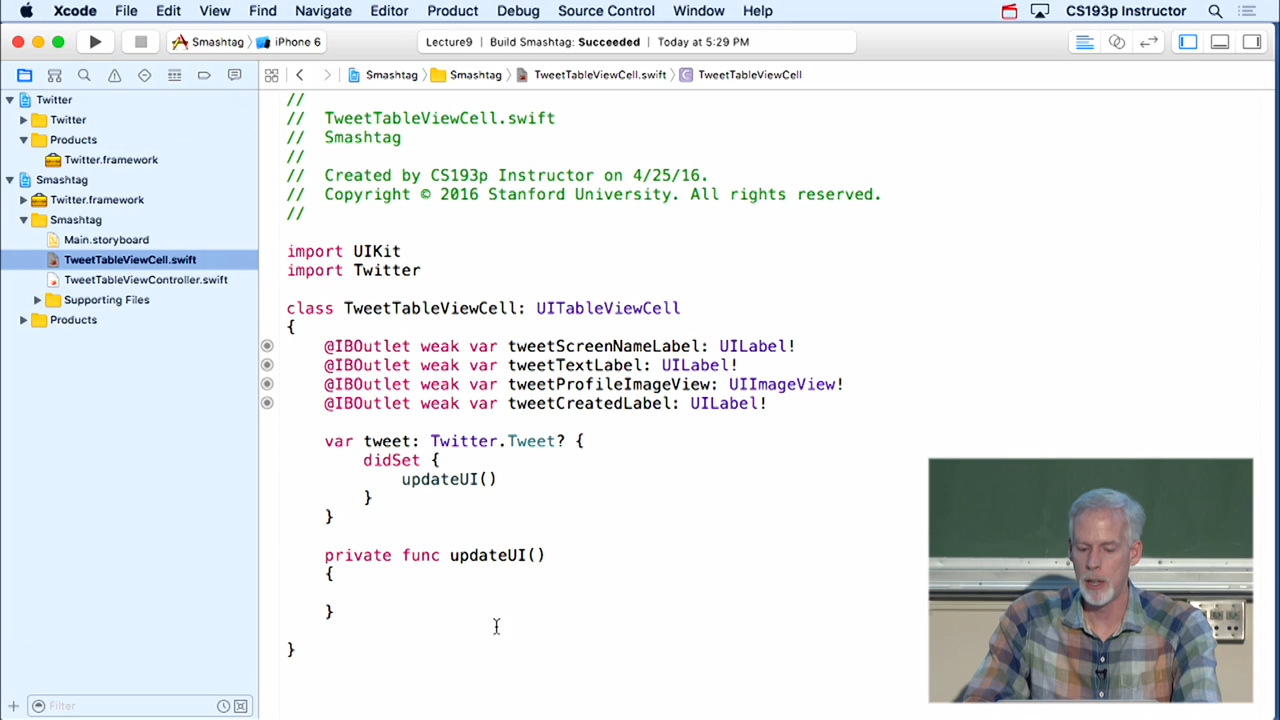 Xcode File Edit View Find Navigate Editor Product Debug Source Control Window Help CS193p Instructor
Smashtag iPhone 6 Lecture9 Build Smashtag: Succeeded Today at 5:29 PM
Smashtag Smashtag TweetTableViewCell.swift C TweetTableViewCell
Twitter
Twitter
Products
Twitter.framework
Smashtag
Twitter.framework
Smashtag
Main.storyboard
TweetTableViewCell.swift
TweetTableViewController.swift
Supporting Files
Products
Filter
//
// TweetTableViewCell.swift
// Smashtag
//
// Created by CS193p Instructor on 4/25/16.
// Copyright © 2016 Stanford University. All rights reserved.
//
import UIKit
import Twitter
class TweetTableViewCell: UITableViewCell
{
@IBOutlet weak var tweetScreenNameLabel: UILabel!
@IBOutlet weak var tweetTextLabel: UILabel!
@IBOutlet weak var tweetProfileImageView: UIImageView!
@IBOutlet weak var tweetCreatedLabel: UILabel!
var tweet: Twitter.Tweet? {
didSet {
updateUI()
}
}
private func updateUI()
{
}
}